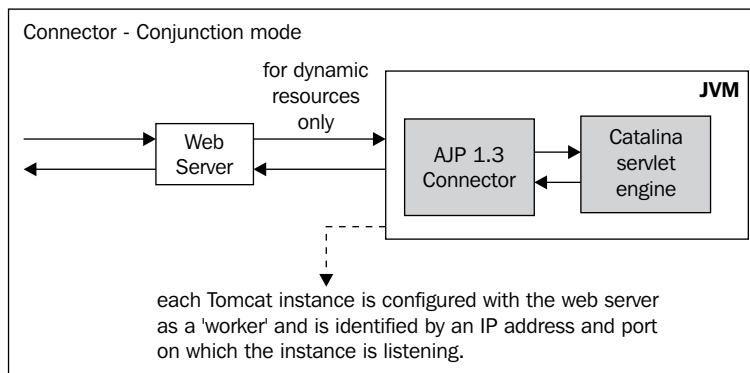 Connector - Conjunction mode
for dynamic
resources
only
JVM
Web
Server
AJP 1.3
Connector
Catalina
servlet
engine
each Tomcat instance is configured with the web server
as a 'worker' and is identified by an IP address and port
on which the instance is listening.